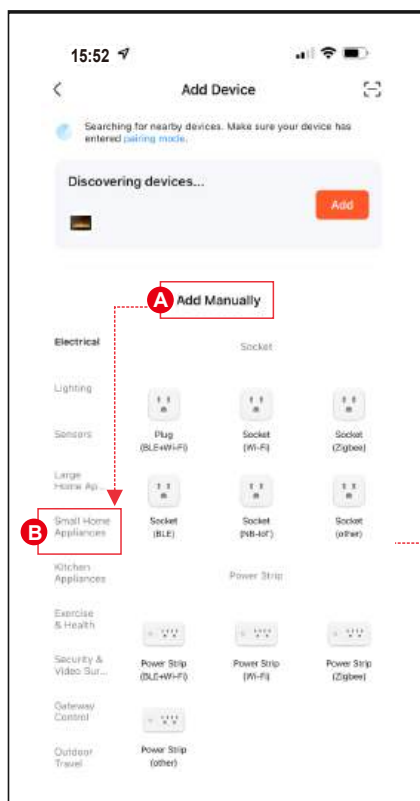 15:52
Add Device
Searching for nearby devices. Make sure your device has
entered pairing mode.
Discovering devices...
Add
A
Add Manually
Electrical
Socket
Lighting
Sensors
Plug
(BLE+Wi-Fi)
Socket
(Wi-Fi)
Socket
(Zigbee)
Large
Home Ap...
B
Small Home
Appliances
Socket
(BLE)
Socket
(NB-IoT)
Socket
(other)
Kitchen
Appliances
Power Strip
Exercise
& Health
Security &
Video Sur...
Power Strip
(BLE+Wi-Fi)
Power Strip
(Wi-Fi)
Power Strip
(Zigbee)
Gateway
Control
Outdoor
Travel
Power Strip
(other)